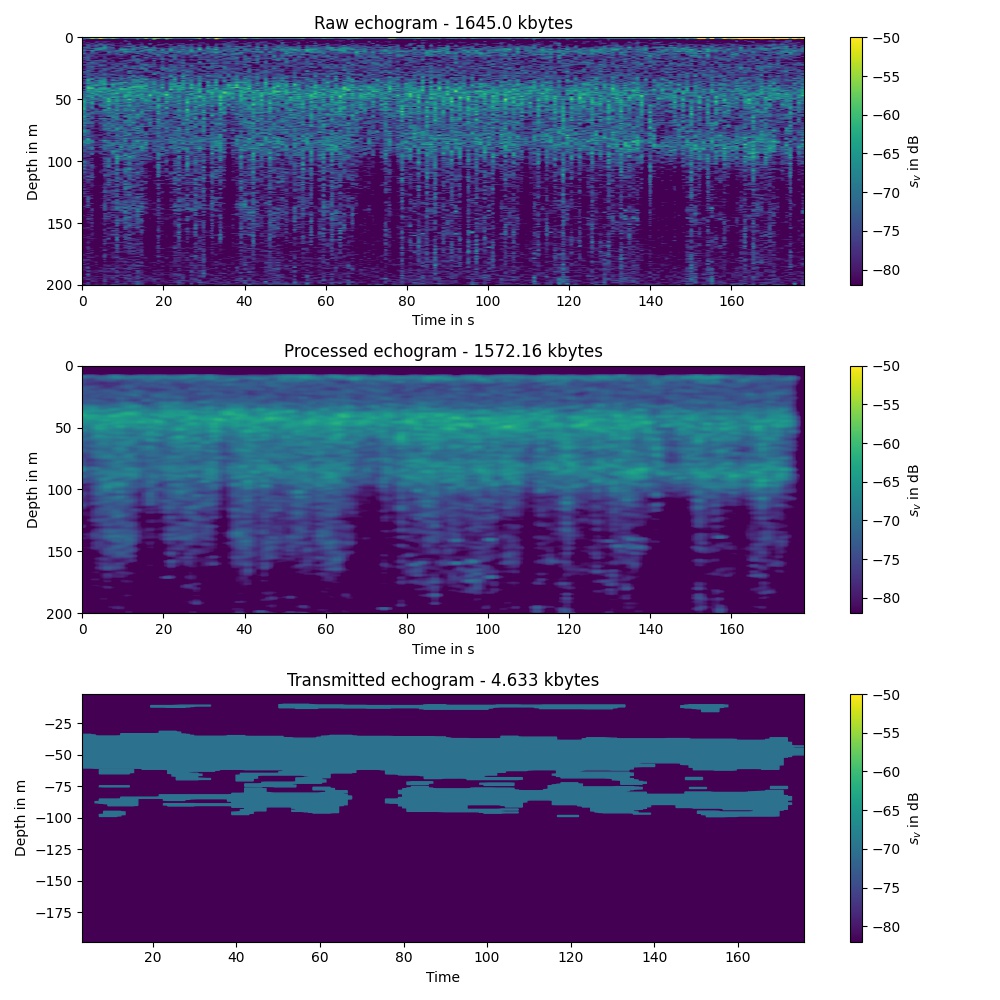 Raw echogram - 1645.0 kbytes
0
50
100
150
200
Depth in m
0 20 40 60 80 100 120 140 160
Time in s
−50
−55
−60
−65
−70
−75
−80
sv in dB
Processed echogram - 1572.16 kbytes
0
50
100
150
200
Depth in m
0 20 40 60 80 100 120 140 160
Time in s
−50
−55
−60
−65
−70
−75
−80
sv in dB
Transmitted echogram - 4.633 kbytes
−25
−50
−75
−100
−125
−150
−175
Depth in m
20 40 60 80 100 120 140 160
Time
−50
−55
−60
−65
−70
−75
−80
sv in dB